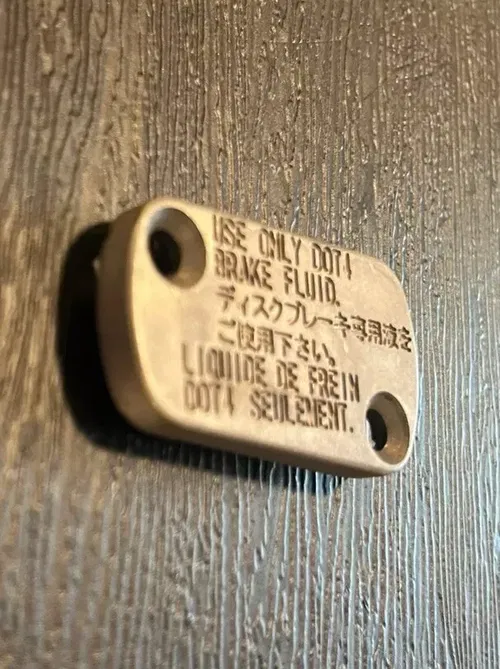 USE ONLY DOT4
BRAKE FLUID.
ディスクブレーキ専用液を
ご使用下さい。
LIQUIDE DE FREIN
DOT4 SEULEMENT.